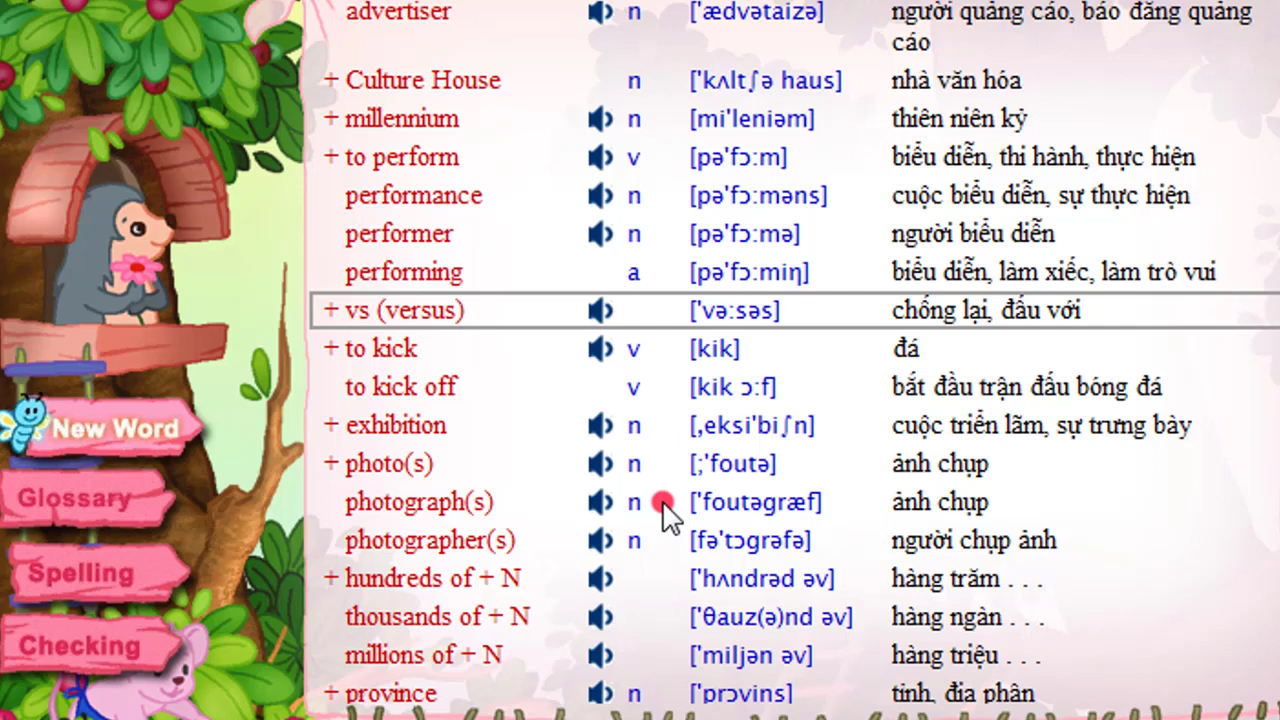 advertiser n ['ædvətaizə] người quảng cáo, báo đăng quảng
cáo
+ Culture House n ['kʌltʃə haus] nhà văn hóa
+ millennium n [mi'leniəm] thiên niên kỷ
+ to perform v [pə'fɔ:m] biểu diễn, thi hành, thực hiện
performance n [pə'fɔ:məns] cuộc biểu diễn, sự thực hiện
performer n [pə'fɔ:mə] người biểu diễn
performing a [pə'fɔ:miŋ] biểu diễn, làm xiếc, làm trò vui
+ vs (versus) ['və:səs] chống lại, đấu với
+ to kick v [kik] đá
to kick off v [kik ɔ:f] bắt đầu trận đấu bóng đá
+ exhibition n [,eksi'biʃn] cuộc triển lãm, sự trưng bày
+ photo(s) n [;'foutə] ảnh chụp
photograph(s) n ['foutəgræf] ảnh chụp
photographer(s) n [fə'tɔgrəfə] người chụp ảnh
+ hundreds of + N ['hʌndrəd əv] hàng trăm . . .
thousands of + N ['θauz(ə)nd əv] hàng ngàn . . .
millions of + N ['miljən əv] hàng triệu . . .
+ province n ['prɔvins] tỉnh, địa phân
New Word
Glossary
Spelling
Checking